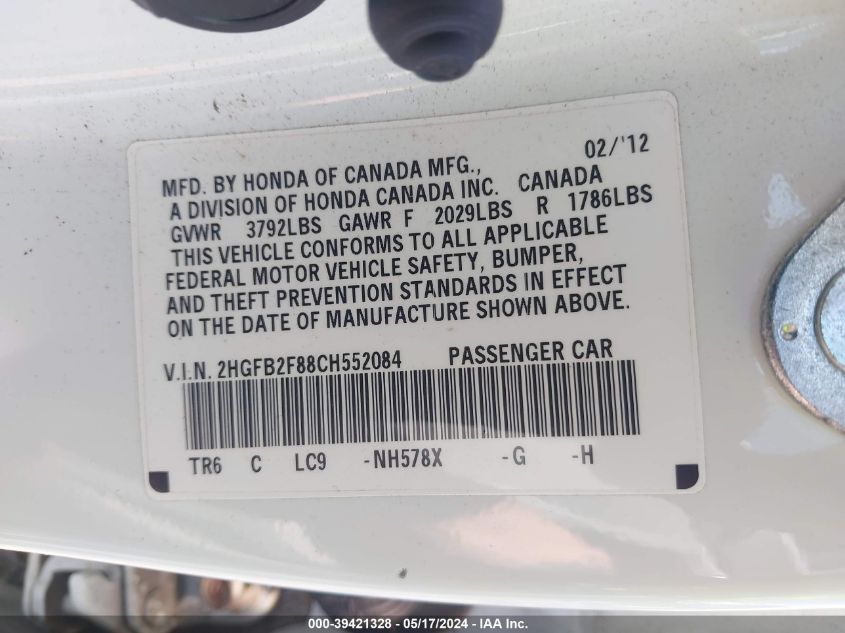 02/'12
MFD. BY HONDA OF CANADA MFG.,
A DIVISION OF HONDA CANADA INC. CANADA
GVWR 3792LBS GAWR F 2029LBS R 1786LBS
THIS VEHICLE CONFORMS TO ALL APPLICABLE
FEDERAL MOTOR VEHICLE SAFETY, BUMPER,
AND THEFT PREVENTION STANDARDS IN EFFECT
ON THE DATE OF MANUFACTURE SHOWN ABOVE.
V.I.N. 2HGFB2F88CH552084 PASSENGER CAR
TR6 C LC9 -NH578X -G -H
000-39421328 - 05/17/2024 - IAA Inc.